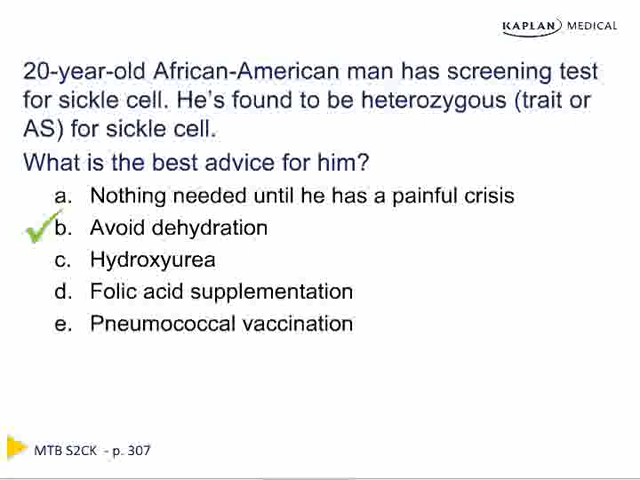 KAPLAN MEDICAL
20-year-old African-American man has screening test
for sickle cell. He's found to be heterozygous (trait or
AS) for sickle cell.
What is the best advice for him?
a. Nothing needed until he has a painful crisis
b. Avoid dehydration
c. Hydroxyurea
d. Folic acid supplementation
e. Pneumococcal vaccination
MTB S2CK - p. 307